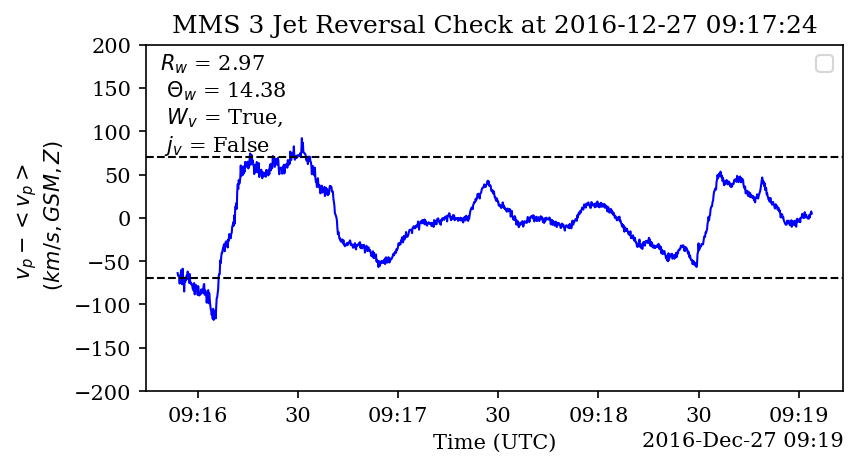 MMS 3 Jet Reversal Check at 2016-12-27 09:17:24
200
150
100
50
0
−50
−100
−150
−200
v_p − < v_p >
(km/s, GSM, Z)
R_w = 2.97
Θ_w = 14.38
W_v = True,
j_v = False
09:16 30 09:17 30 09:18 30 09:19
Time (UTC) 2016-Dec-27 09:19